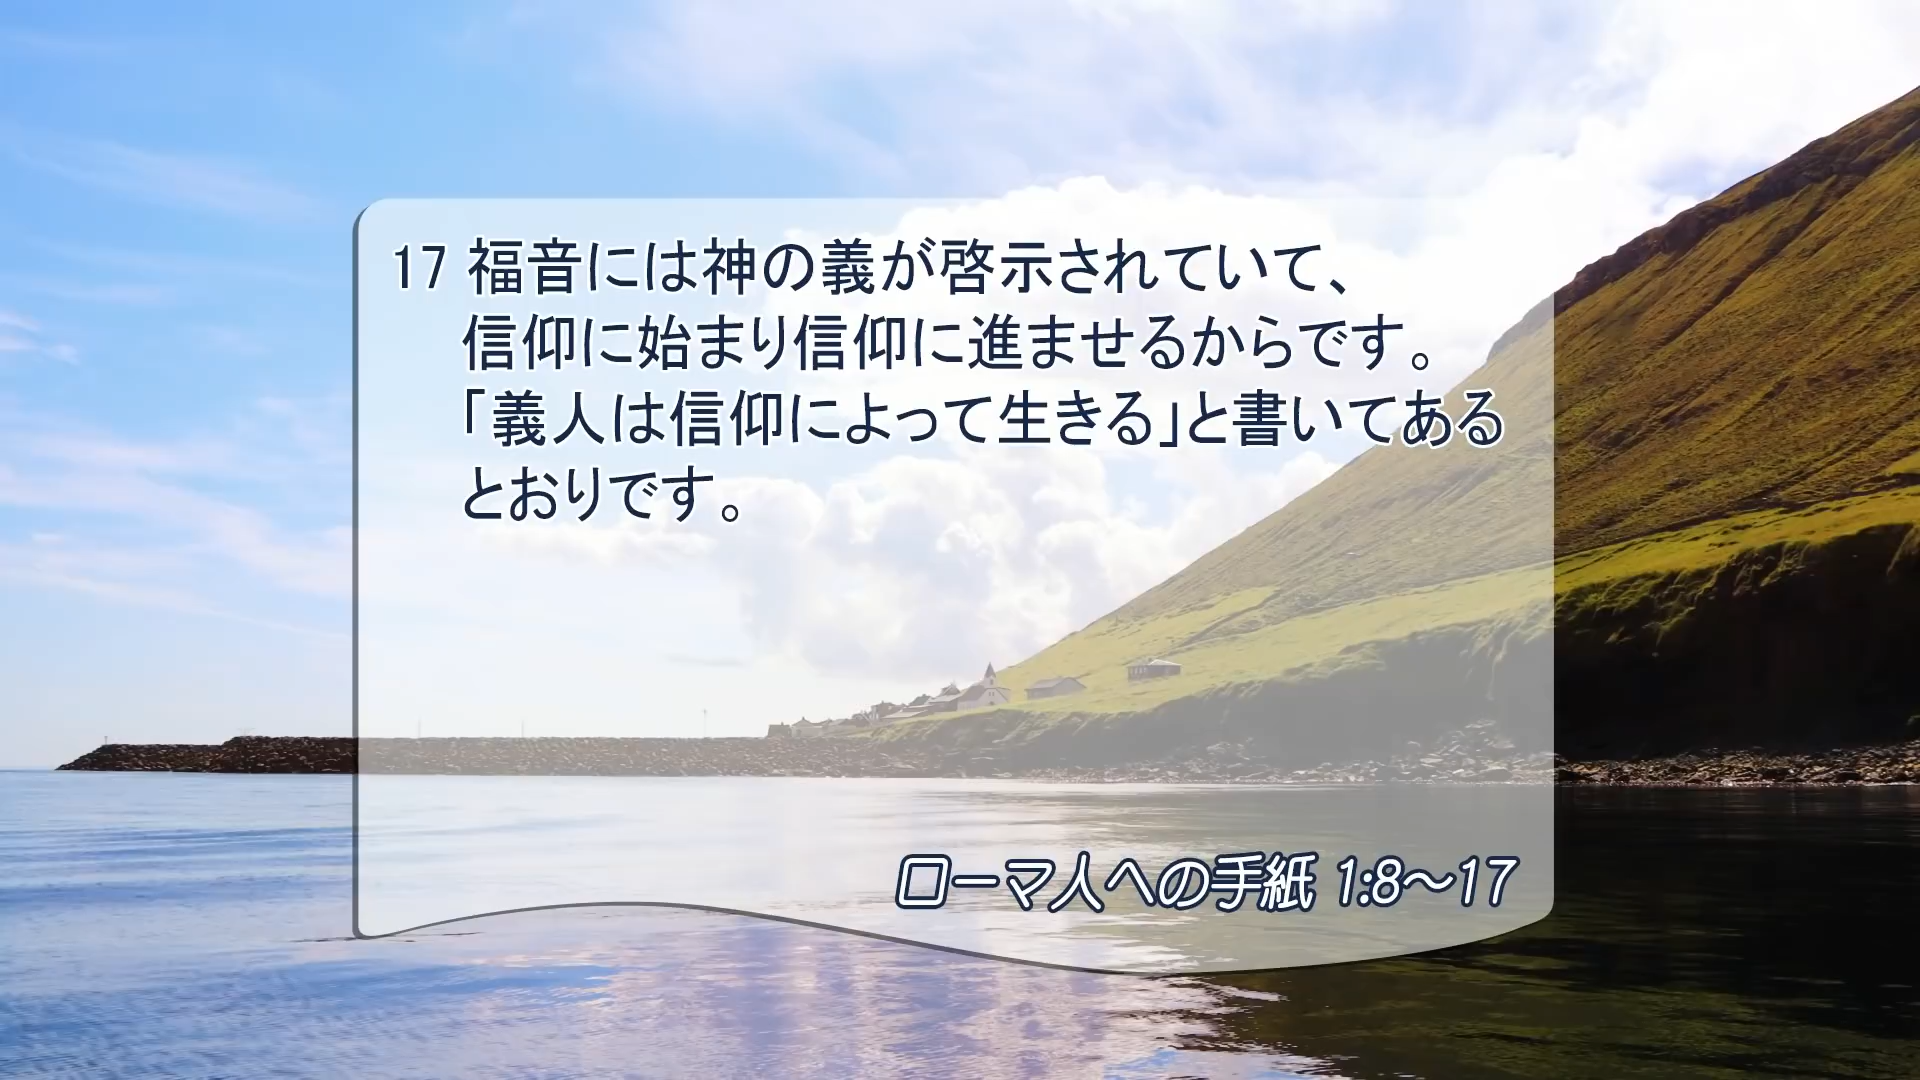 17 福音には神の義が啓示されていて、
信仰に始まり信仰に進ませるからです。
「義人は信仰によって生きる」と書いてある
とおりです。
ローマ人への手紙 1:8～17